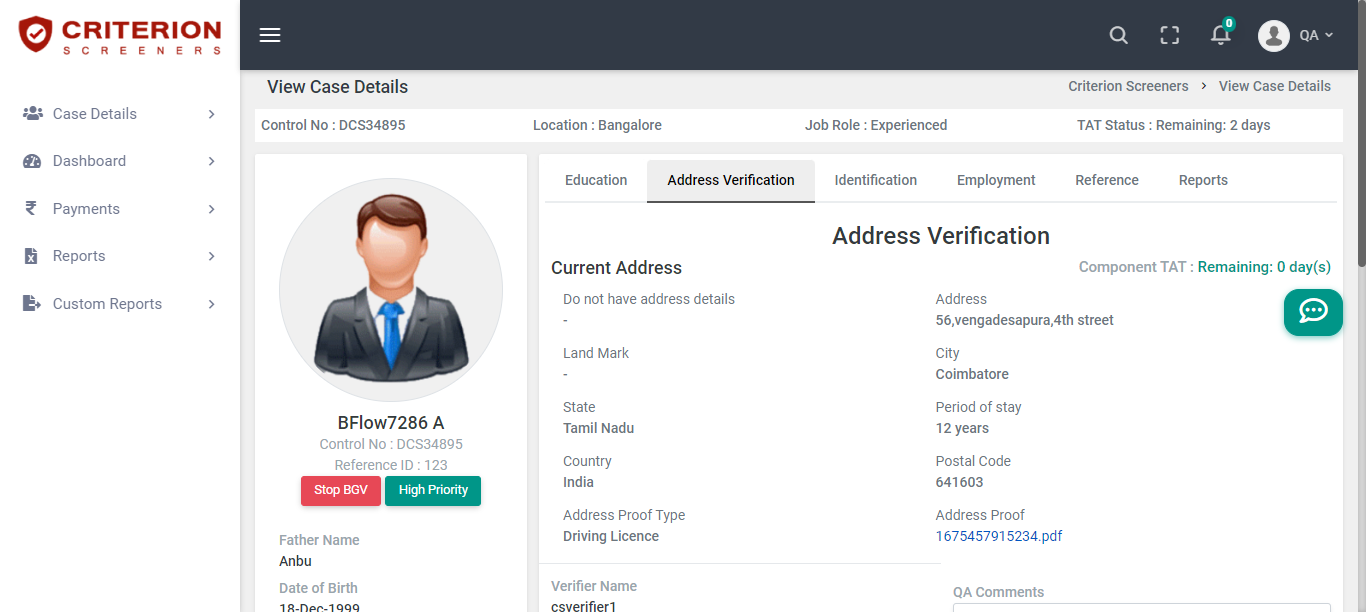 CRITERION
SCREENERS
0
QA
Case Details
Dashboard
Payments
Reports
Custom Reports
View Case Details
Criterion Screeners > View Case Details
Control No : DCS34895
Location : Bangalore
Job Role : Experienced
TAT Status : Remaining: 2 days
BFlow7286 A
Control No : DCS34895
Reference ID : 123
Stop BGV
High Priority
Father Name
Anbu
Date of Birth
18-Dec-1999
Education
Address Verification
Identification
Employment
Reference
Reports
Address Verification
Current Address
Component TAT : Remaining: 0 day(s)
Do not have address details
-
Address
56,vengadesapura,4th street
Land Mark
-
City
Coimbatore
State
Tamil Nadu
Period of stay
12 years
Country
India
Postal Code
641603
Address Proof Type
Driving Licence
Address Proof
1675457915234.pdf
Verifier Name
csverifier1
QA Comments